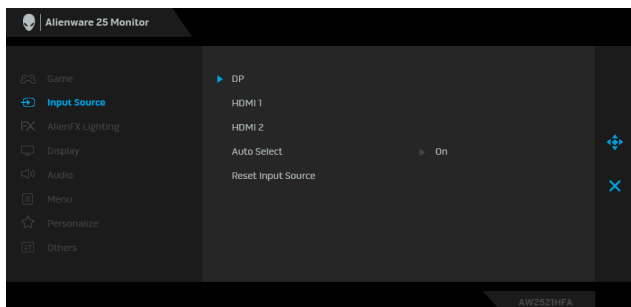 Alienware 25 Monitor
Game
Input Source
FX AlienFX Lighting
Display
Audio
Menu
Personalize
Others
DP
HDMI 1
HDMI 2
Auto Select On
Reset Input Source
AW2521HFA